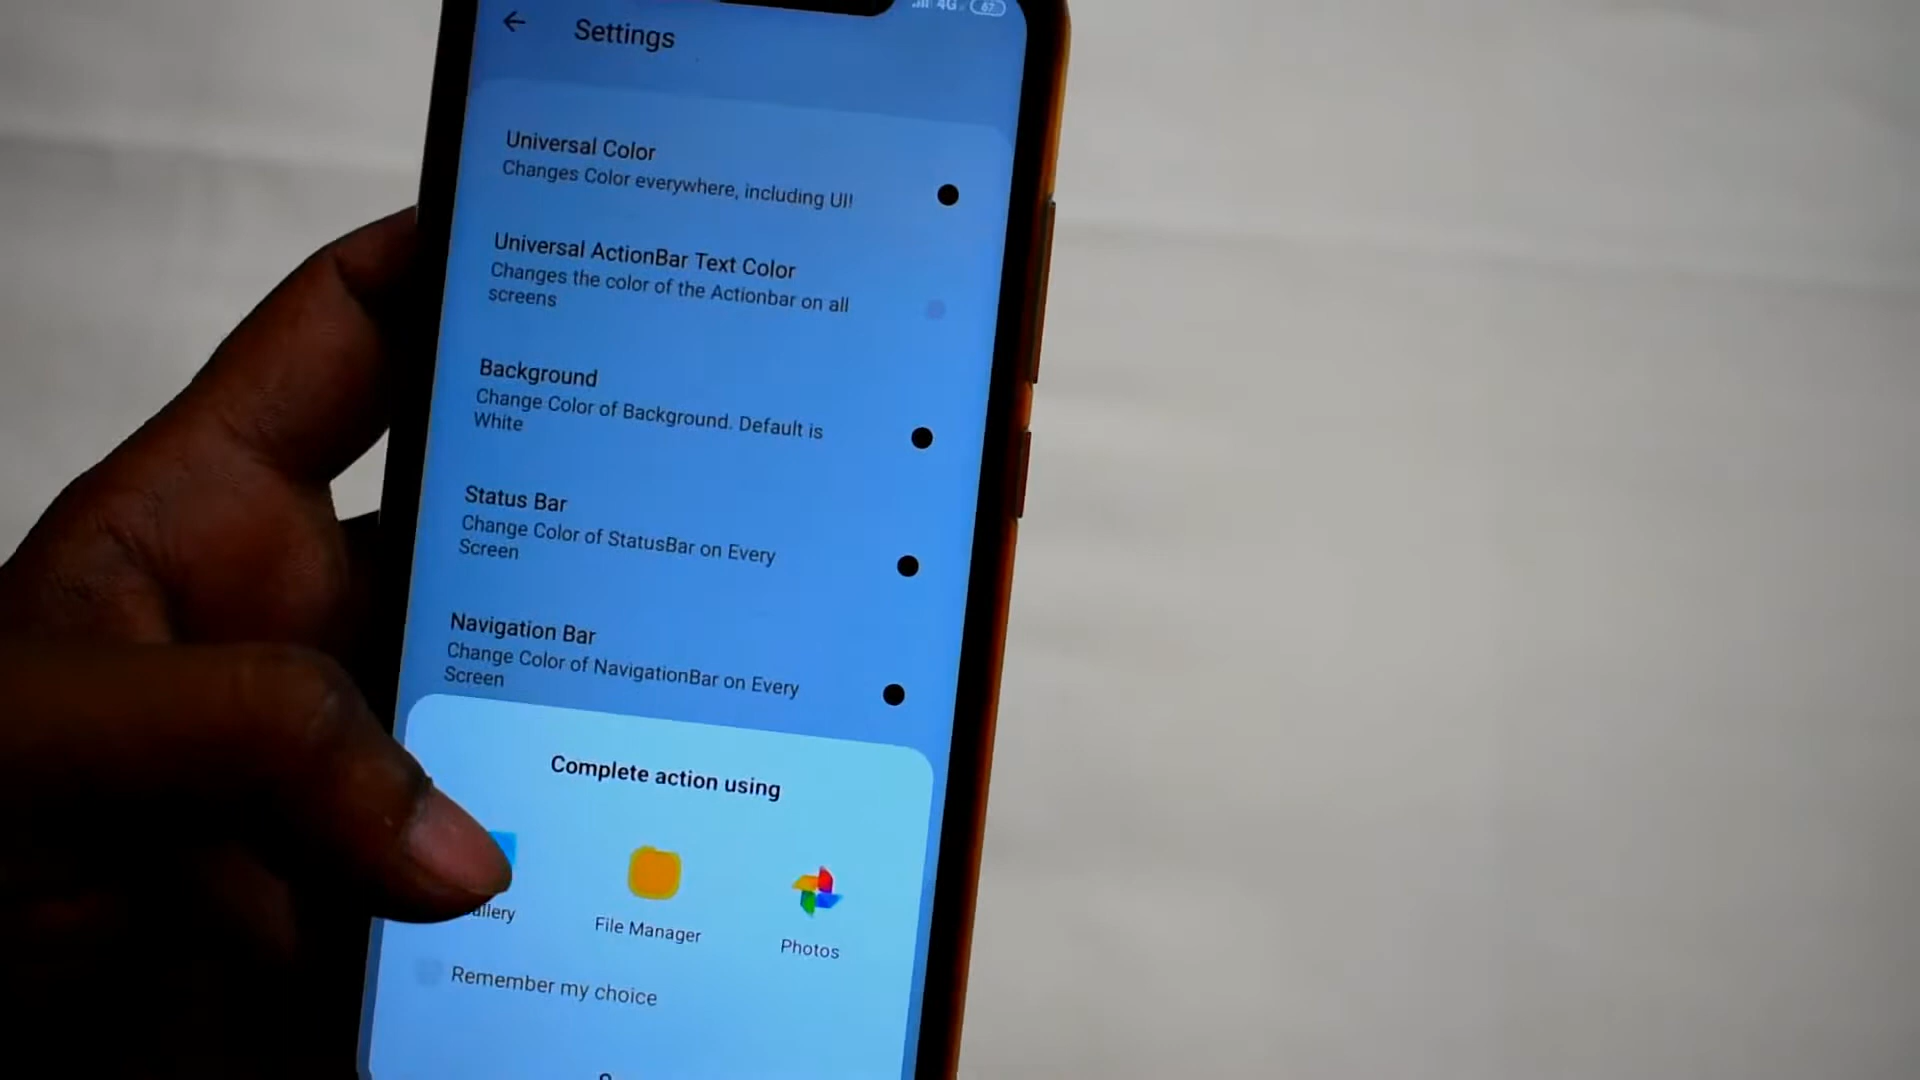 4G 67
Settings
Universal Color
Changes Color everywhere, including UI!
Universal ActionBar Text Color
Changes the color of the Actionbar on all
screens
Background
Change Color of Background. Default is
White
Status Bar
Change Color of StatusBar on Every
Screen
Navigation Bar
Change Color of NavigationBar on Every
Screen
Complete action using
allery
File Manager
Photos
Remember my choice